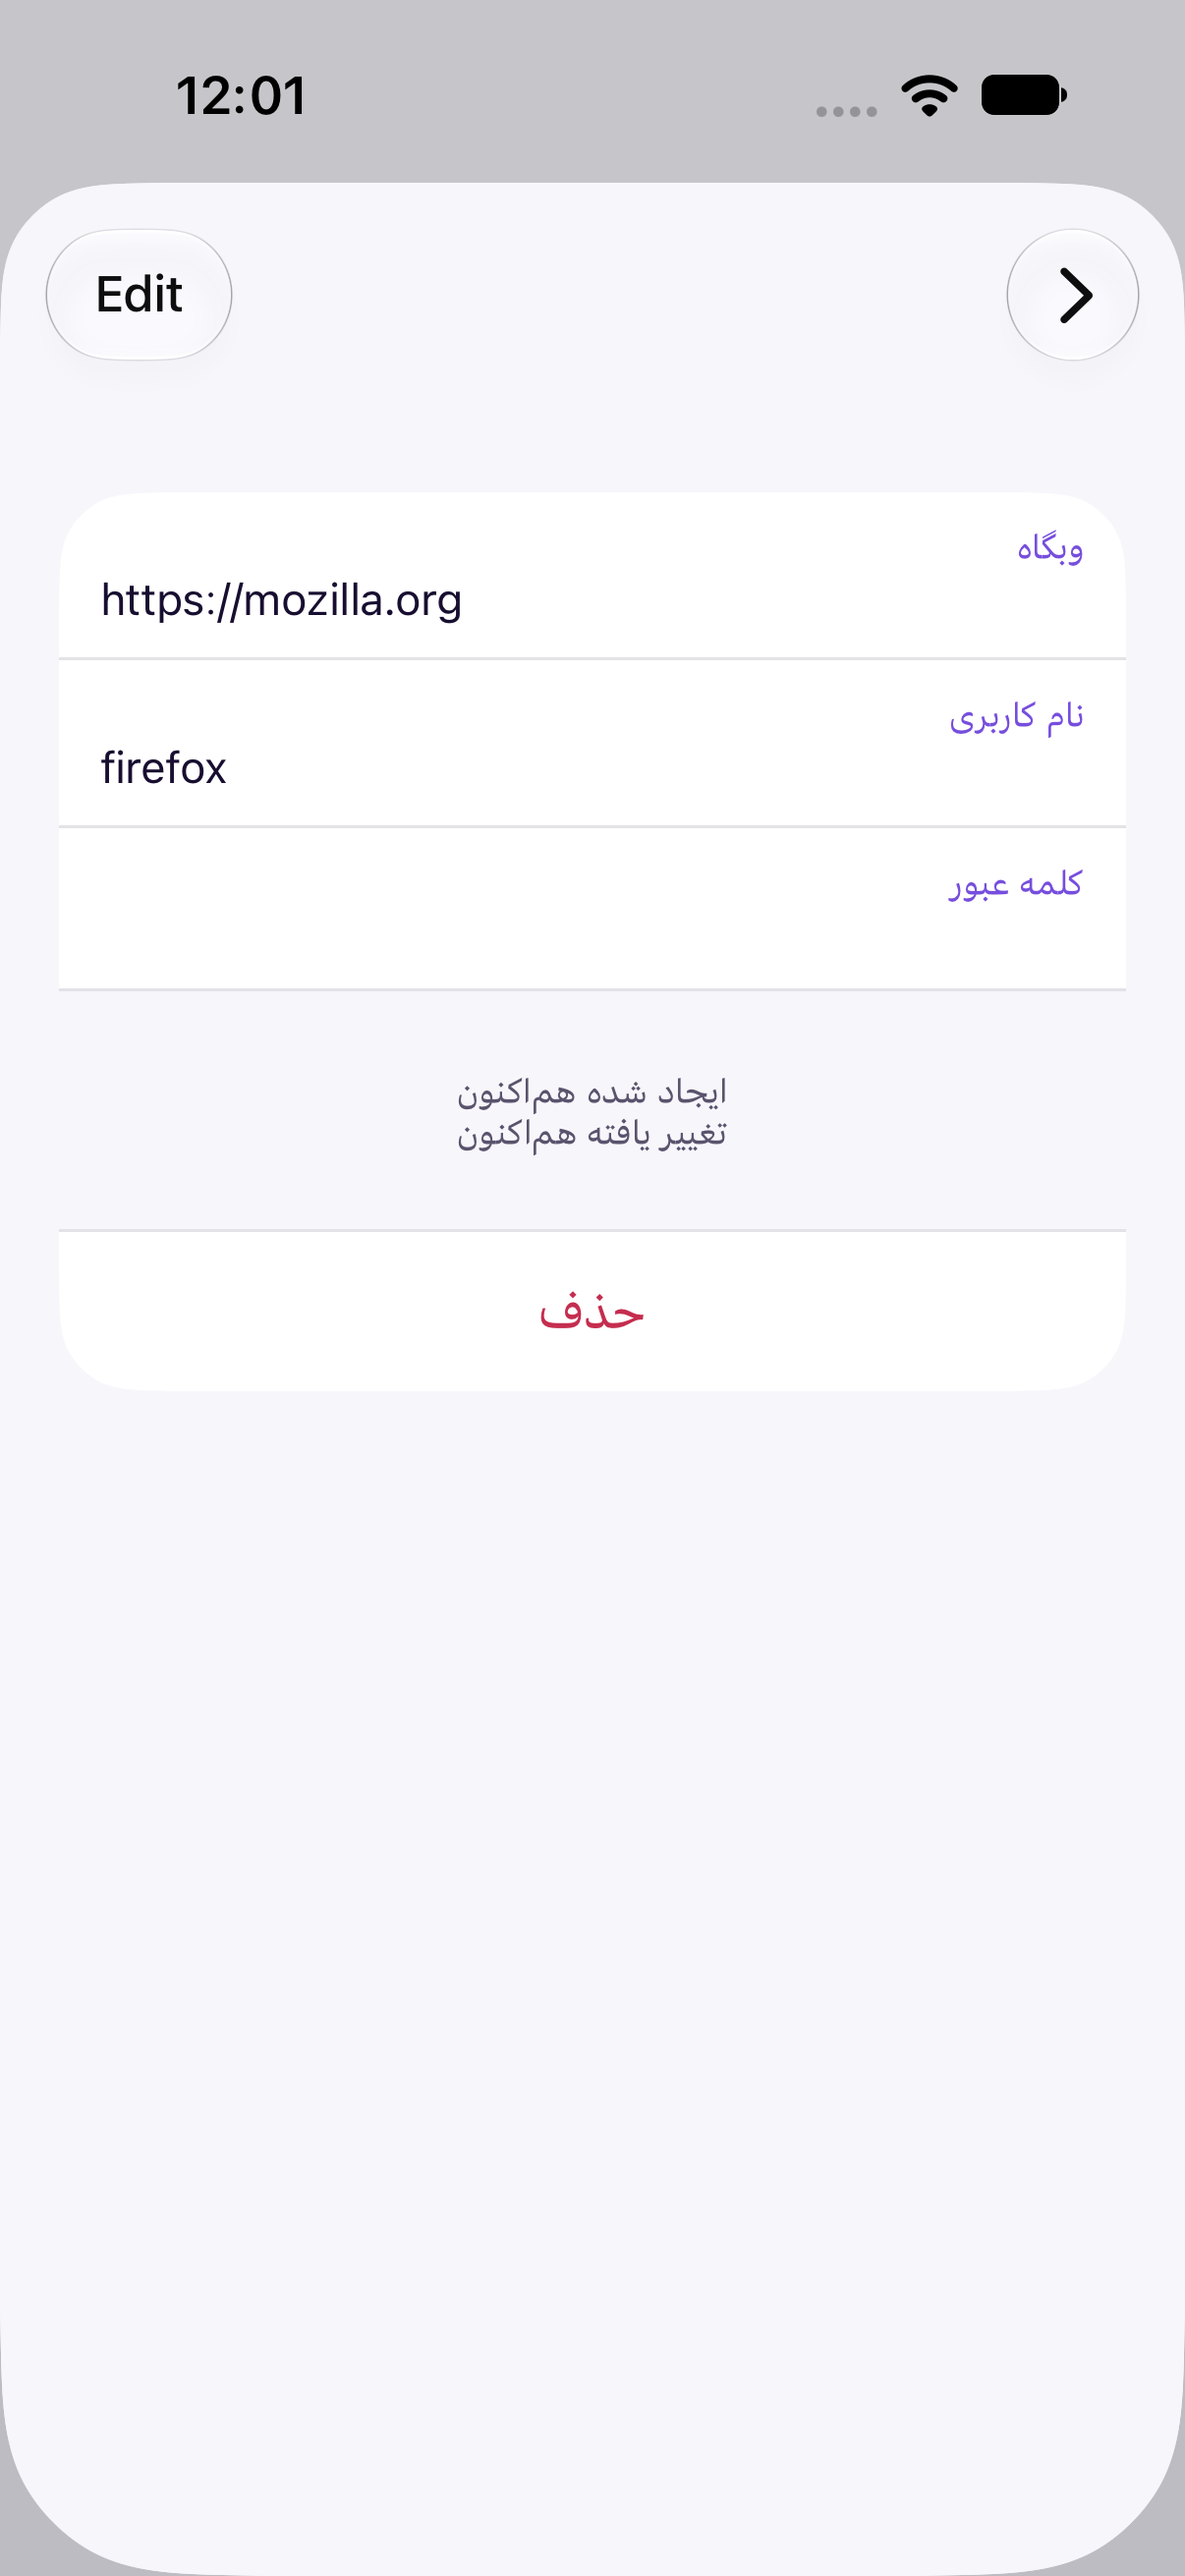 12:01
Edit
وبگاه
https://mozilla.org
نام کاربری
firefox
کلمه عبور
ایجاد شده هم‌اکنون
تغییر یافته هم‌اکنون
حذف